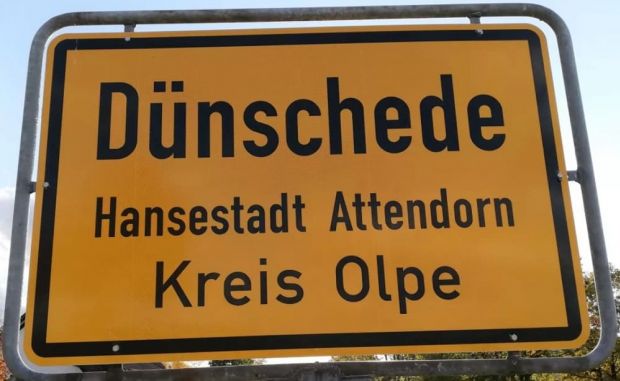 Dünschede
Hansestadt Attendorn
Kreis Olpe